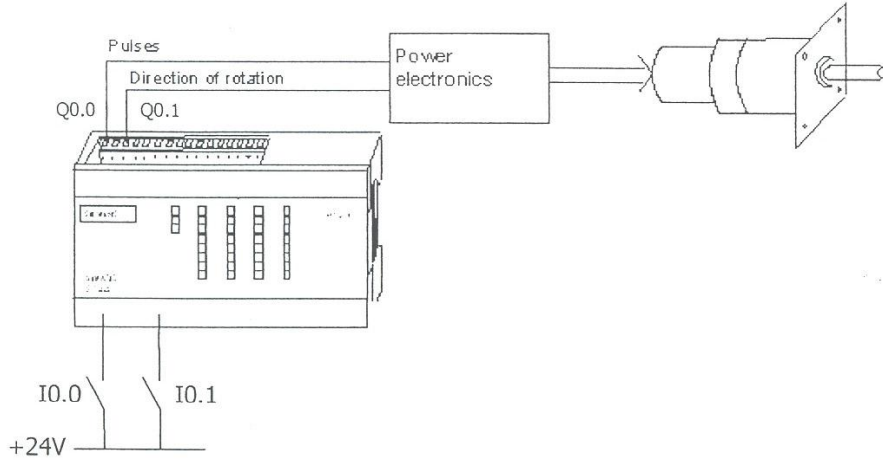 Pulses
Direction of rotation
Power
electronics
Q0.0
Q0.1
I0.0
I0.1
+24V